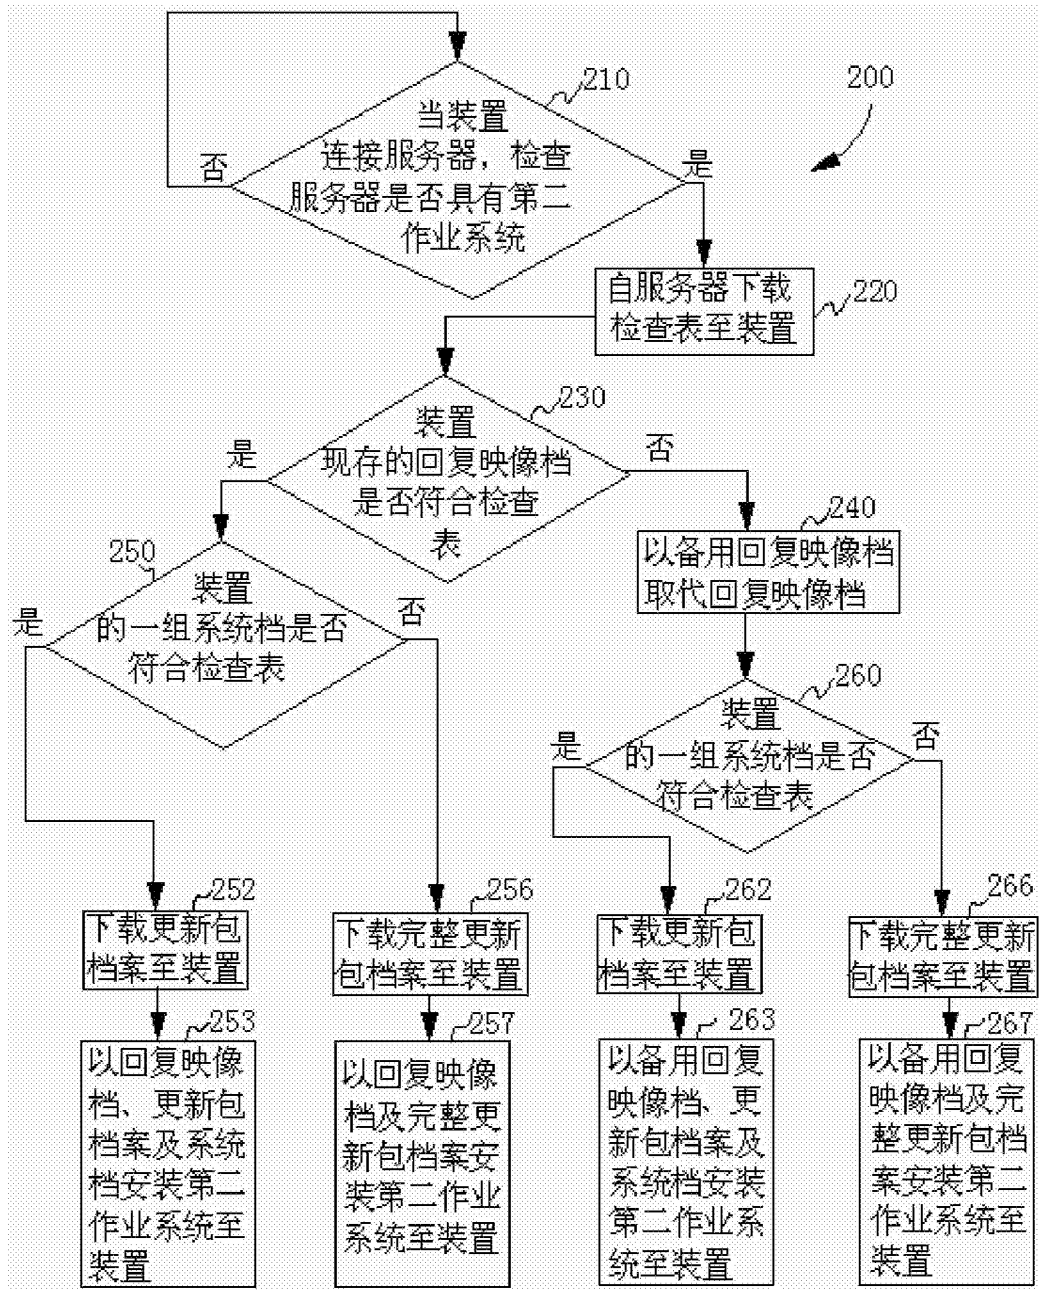 210
200
当装置
连接服务器，检查
服务器是否具有第二
作业系统
否
是
自服务器下载
检查表至装置
220
230
装置
现存的回复映像档
是否符合检查
表
是
否
240
以备用回复映像档
取代回复映像档
250
装置
的一组系统档是否
符合检查表
是
否
260
装置
的一组系统档是否
符合检查表
是
否
252
下载更新包
档案至装置
256
下载完整更新
包档案至装置
262
下载更新包
档案至装置
266
下载完整更新
包档案至装置
253
以回复映像
档、更新包
档案及系统
档安装第二
作业系统至
装置
257
以回复映像
档及完整更
新包档案安
装第二作业
系统至装置
263
以备用回复
映像档、更
新包档案及
系统档安装
第二作业系
统至装置
267
以备用回复
映像档及完
整更新包档
案安装第二
作业系统至
装置